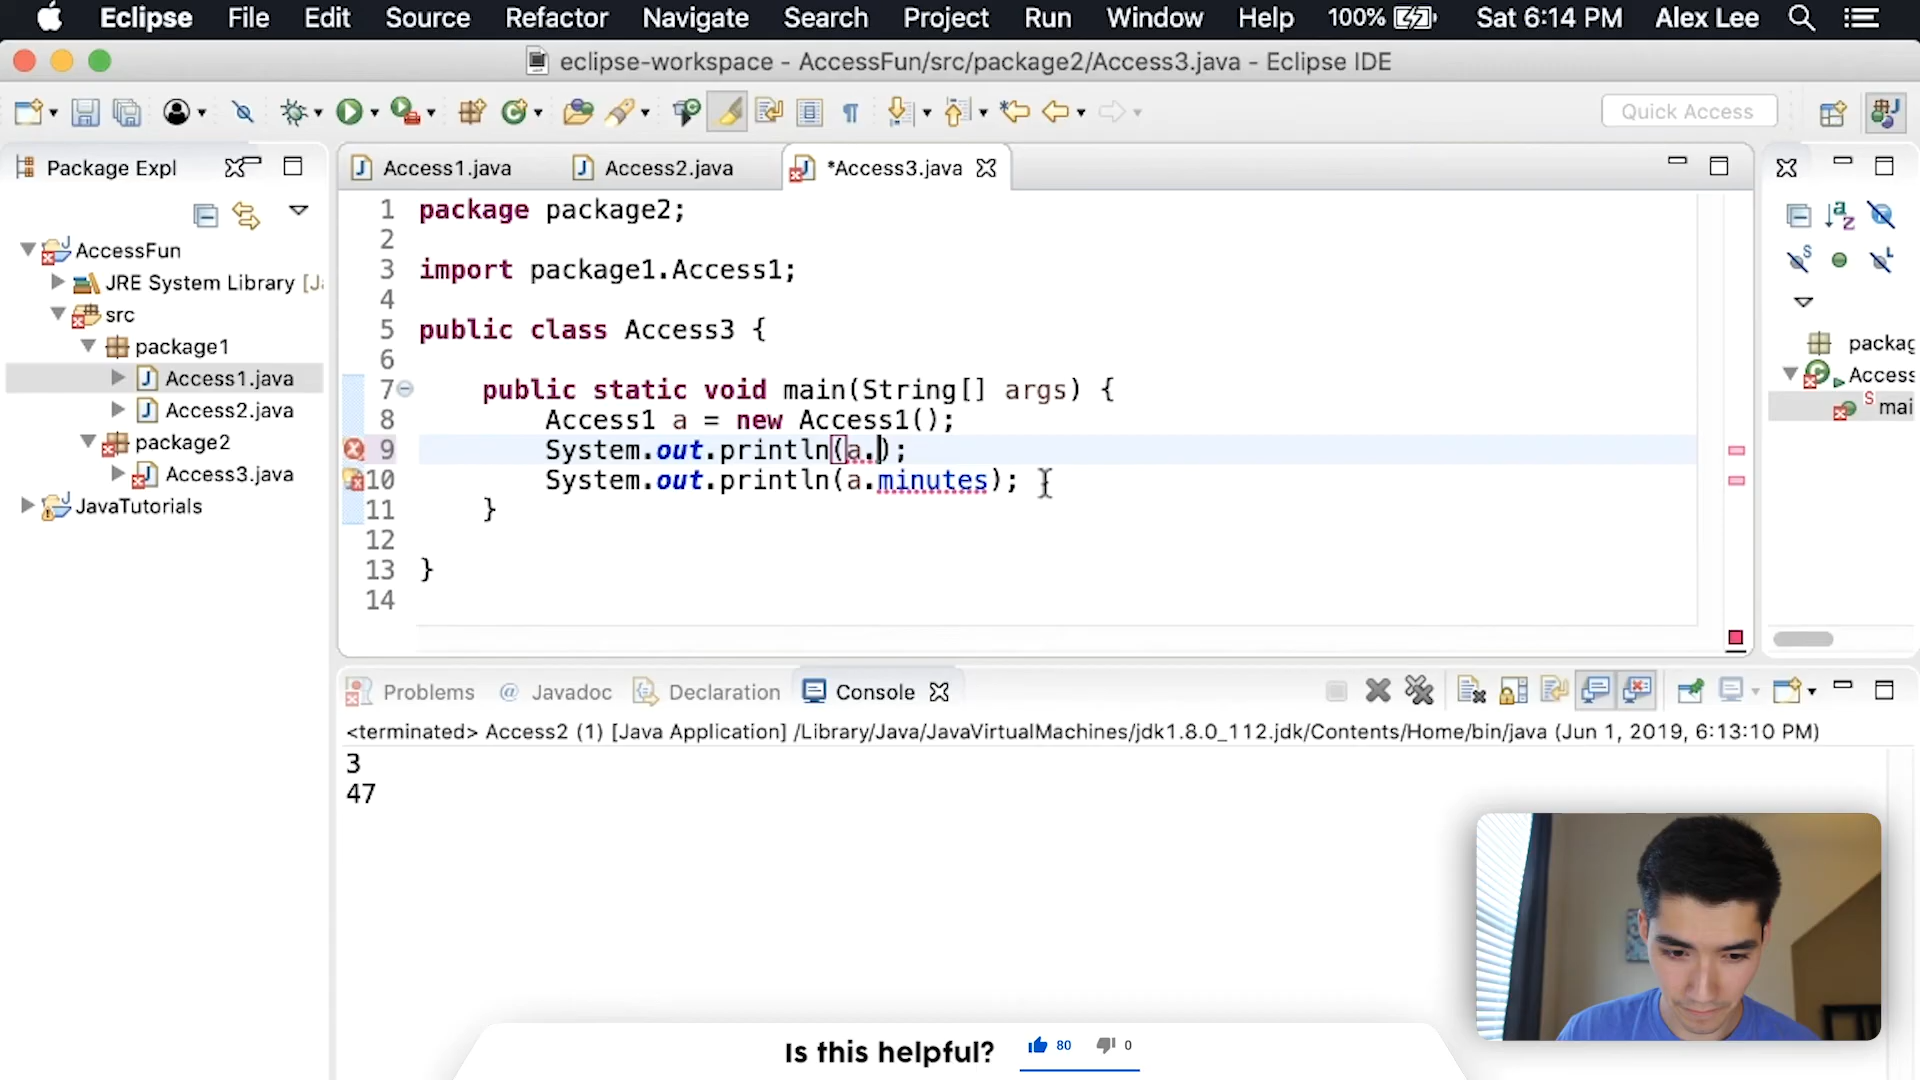 Eclipse File Edit Source Refactor Navigate Search Project Run Window Help 100% Sat 6:14 PM Alex Lee
eclipse-workspace - AccessFun/src/package2/Access3.java - Eclipse IDE
Quick Access
Package Expl
Access1.java Access2.java *Access3.java
AccessFun
JRE System Library [J
src
package1
Access1.java
Access2.java
package2
Access3.java
JavaTutorials
1 package package2;
2
3 import package1.Access1;
4
5 public class Access3 {
6
7 public static void main(String[] args) {
8 Access1 a = new Access1();
9 System.out.println(a.);
10 System.out.println(a.minutes);
11 }
12
13 }
14
packag
Access
mai
Problems @ Javadoc Declaration Console
<terminated> Access2 (1) [Java Application] /Library/Java/JavaVirtualMachines/jdk1.8.0_112.jdk/Contents/Home/bin/java (Jun 1, 2019, 6:13:10 PM)
3
47
Is this helpful? 80 0